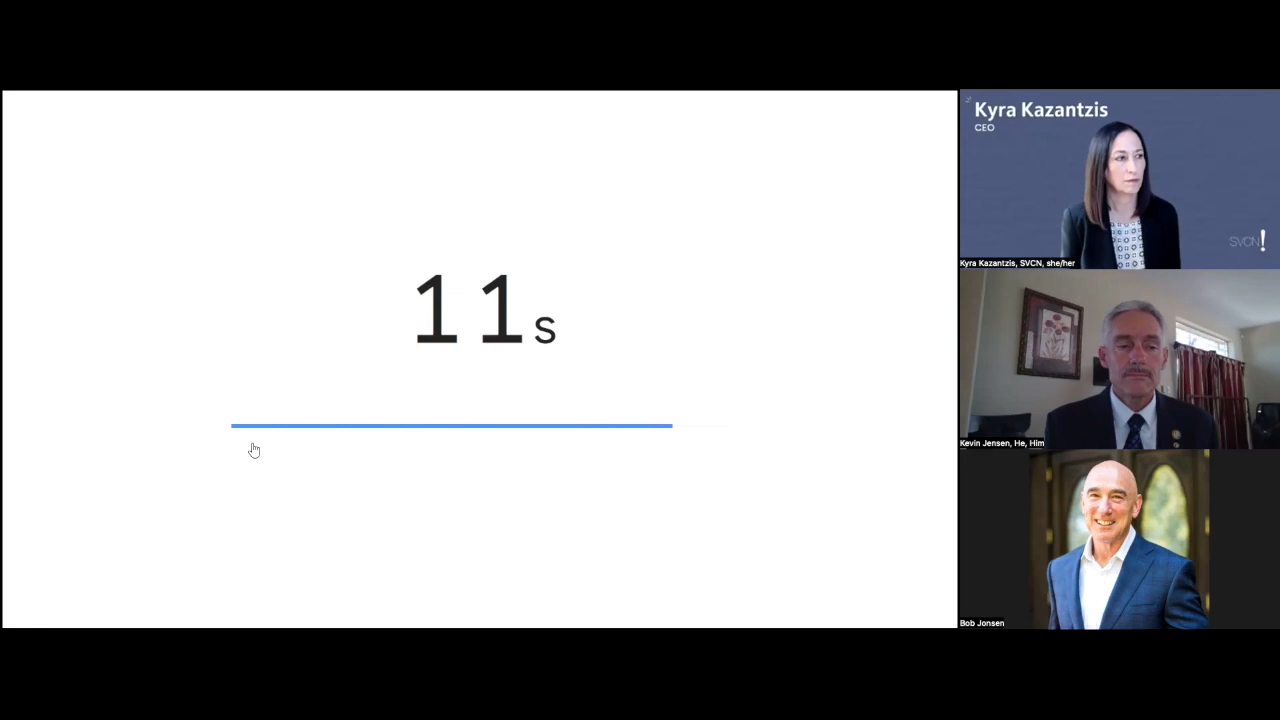 11s
Kyra Kazantzis
CEO
SVCN!
Kyra Kazantzis, SVCN, she/her
Kevin Jensen, He, Him
Bob Jonsen